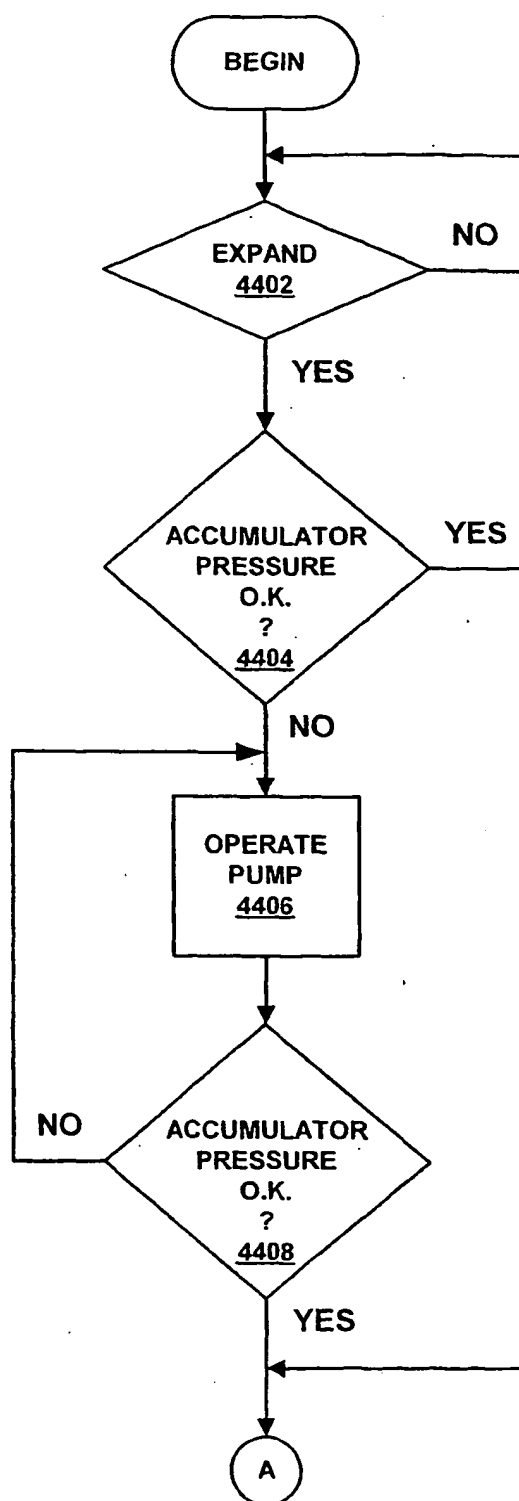 BEGIN
NO
EXPAND
4402
YES
ACCUMULATOR
PRESSURE
O.K.
?
4404
YES
NO
OPERATE
PUMP
4406
NO
ACCUMULATOR
PRESSURE
O.K.
?
4408
YES
A